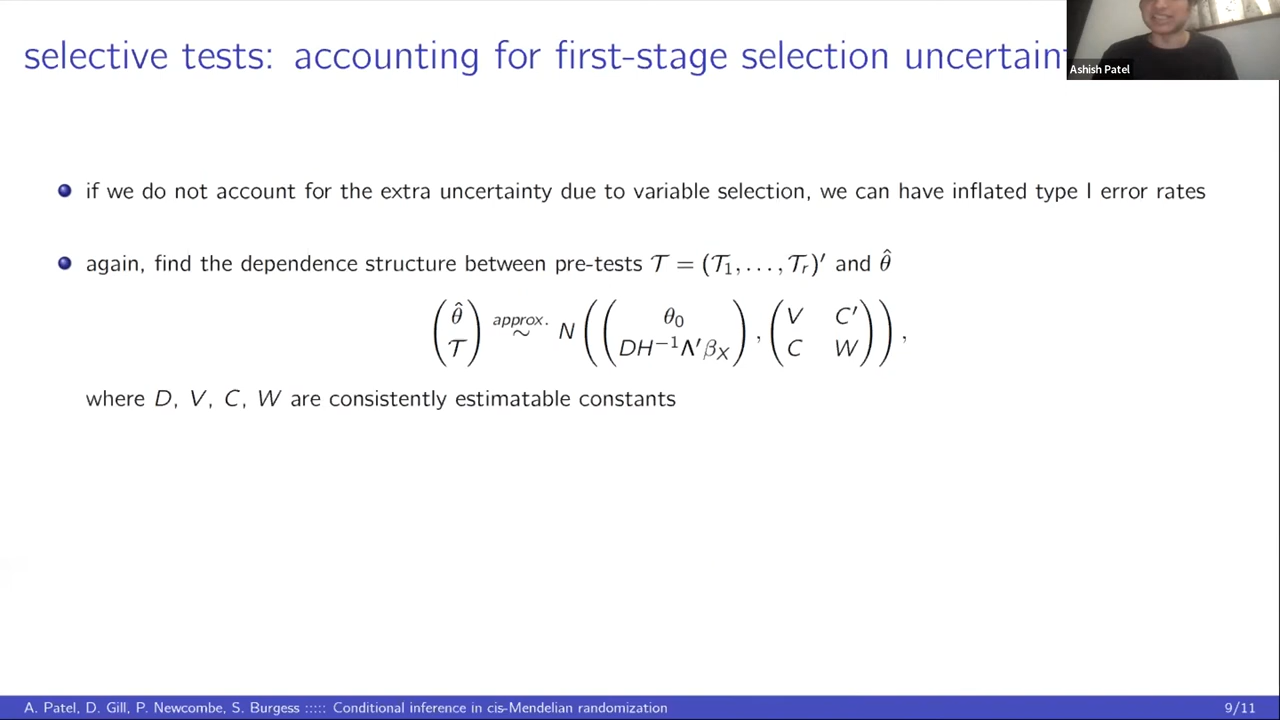 selective tests: accounting for first-stage selection uncertain
Ashish Patel
if we do not account for the extra uncertainty due to variable selection, we can have inflated type I error rates
again, find the dependence structure between pre-tests 𝒯 = (𝒯₁, . . . , 𝒯ᵣ)′ and θ̂
(θ̂ 𝒯) approx. ∼ N ((θ₀ DH⁻¹Λ′β_X), (V C′ C W)),
where D, V, C, W are consistently estimatable constants
A. Patel, D. Gill, P. Newcombe, S. Burgess ::::: Conditional inference in cis-Mendelian randomization
9/11